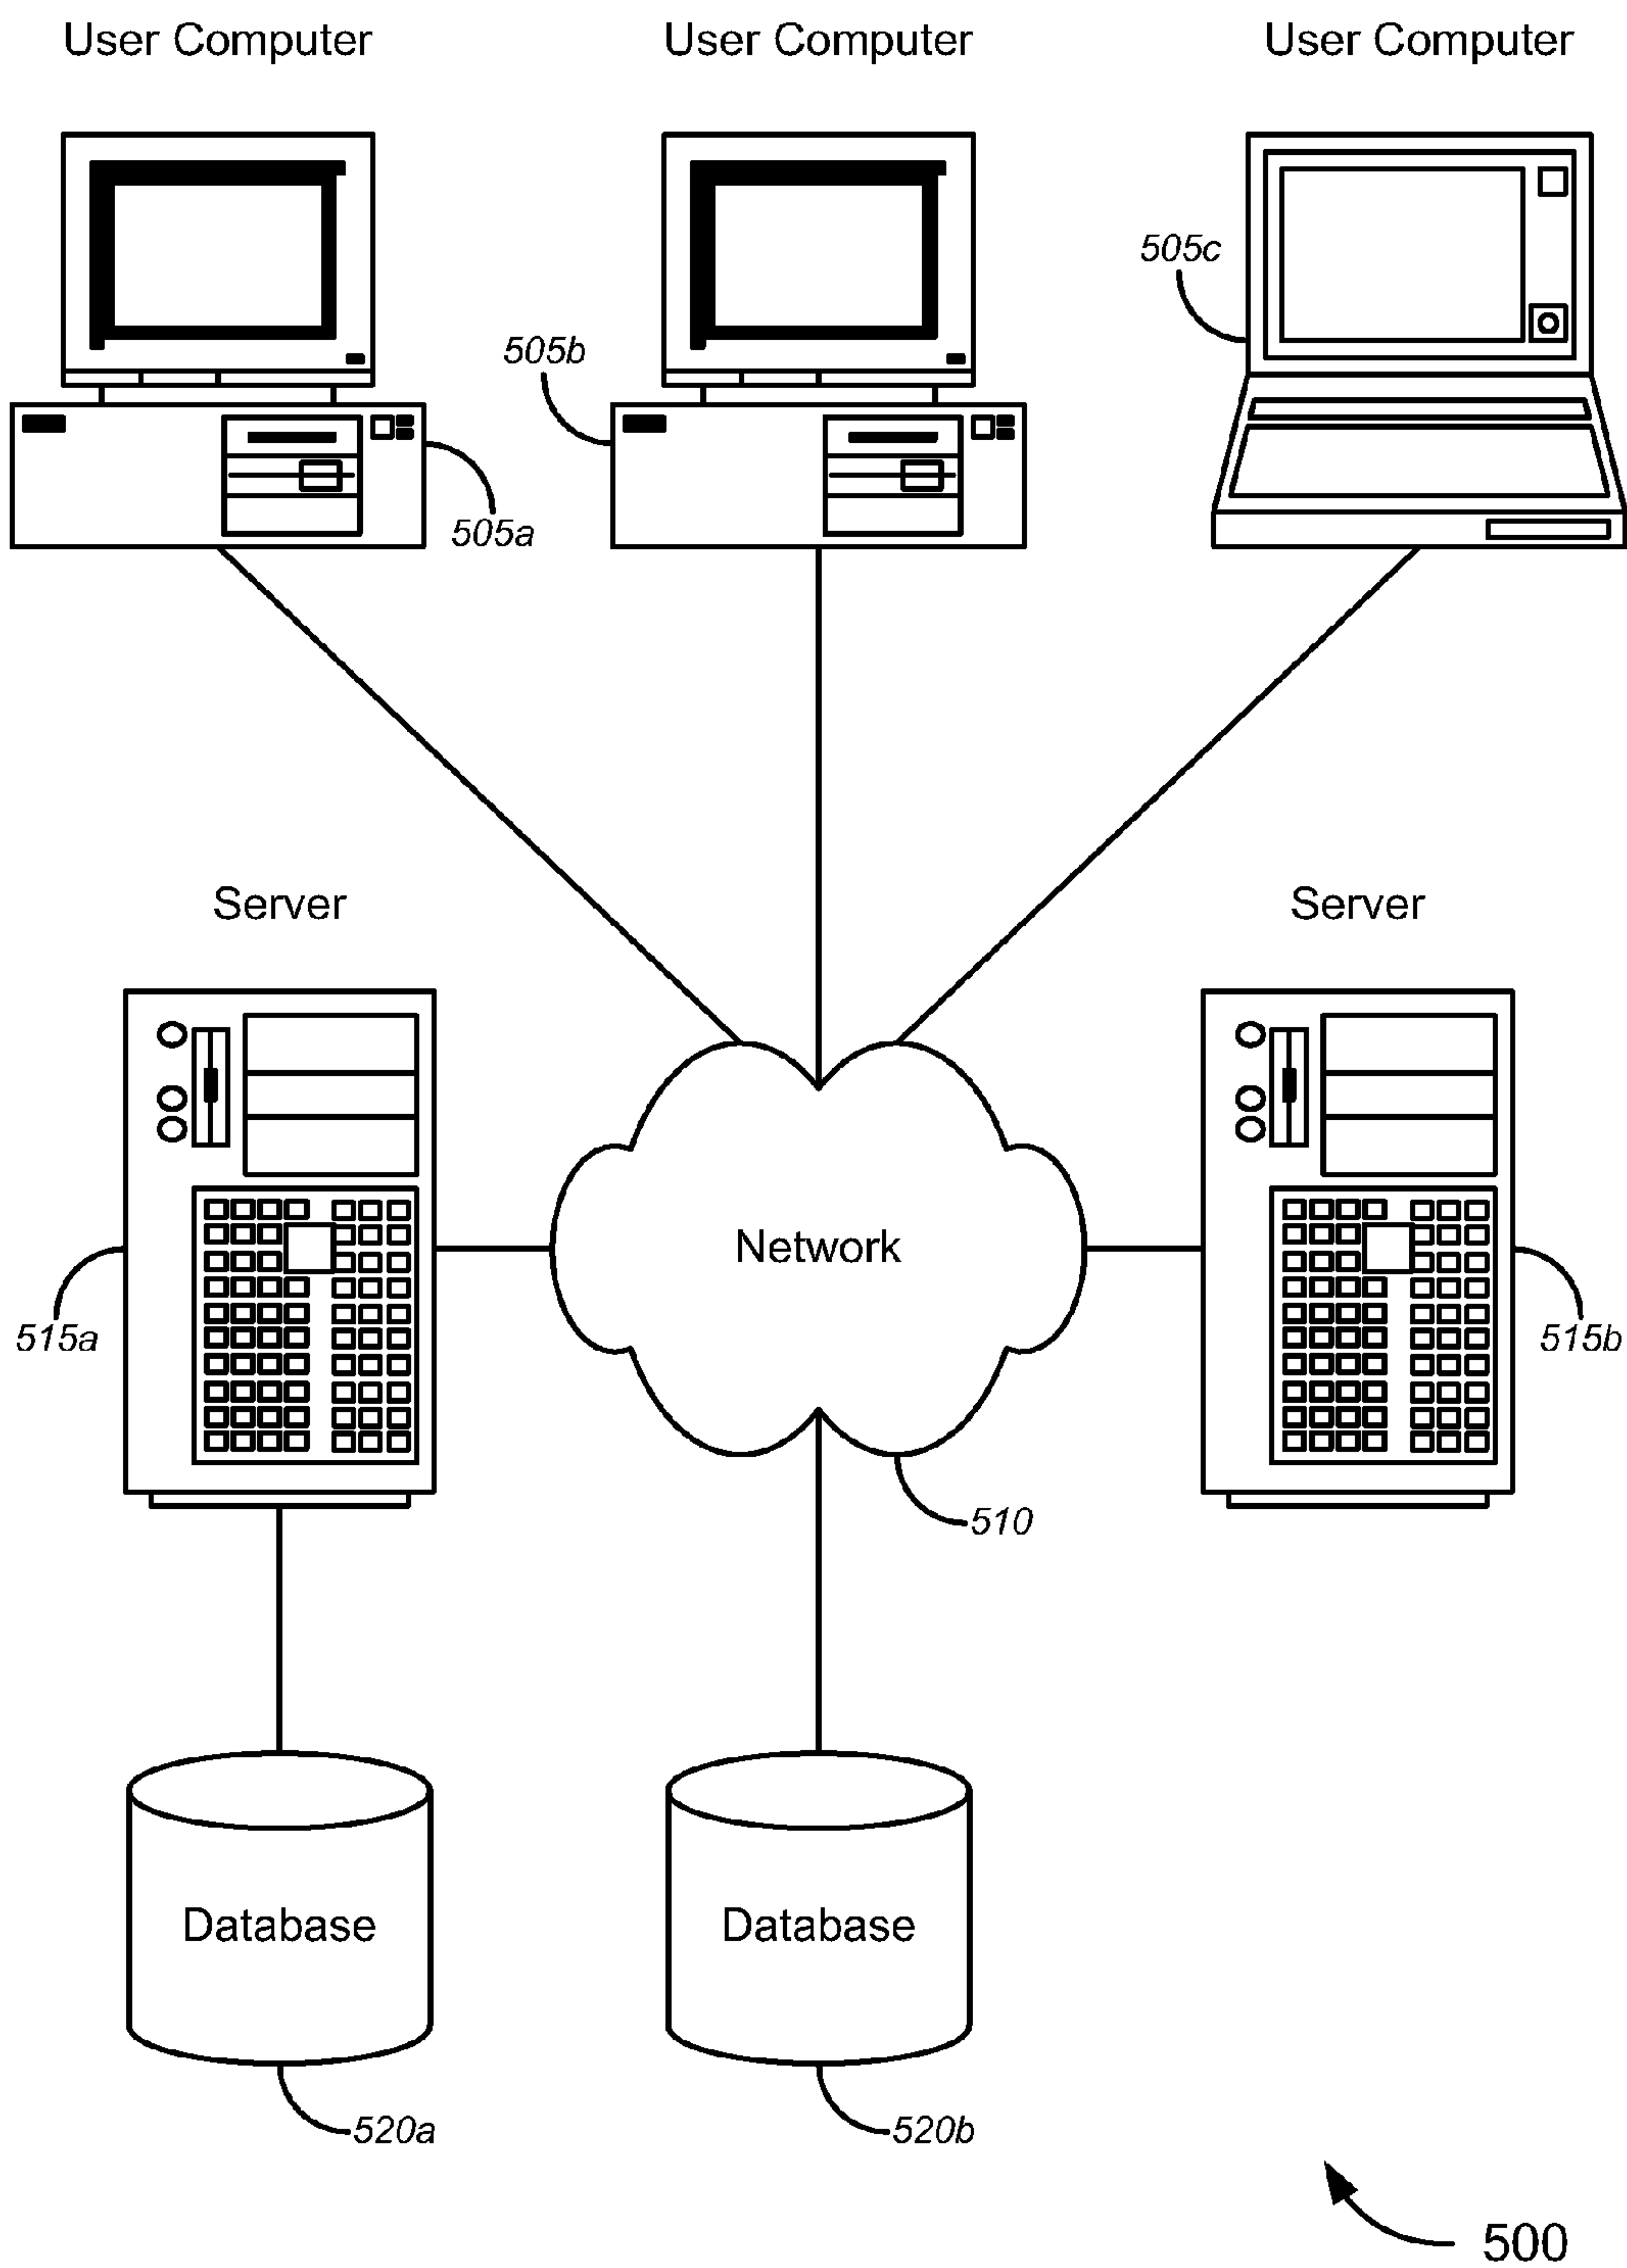 User Computer
User Computer
User Computer
505c
505b
505a
Server
Server
Network
515a
515b
510
Database
Database
520a
520b
500